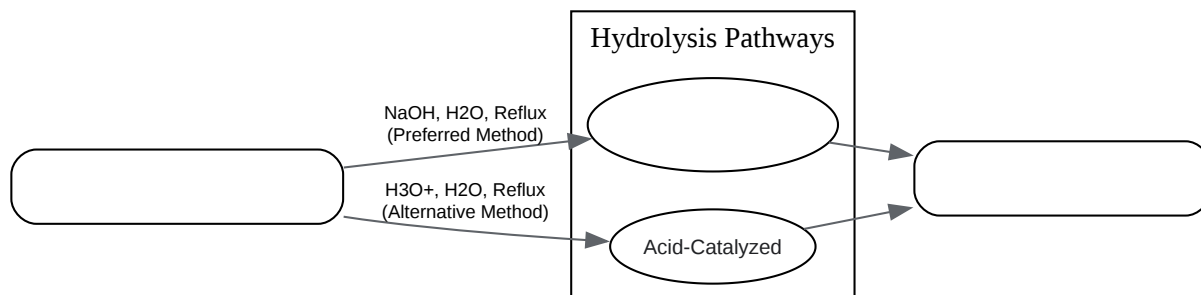 Hydrolysis Pathways
NaOH, H2O, Reflux
(Preferred Method)
H3O+, H2O, Reflux
(Alternative Method)
Acid-Catalyzed